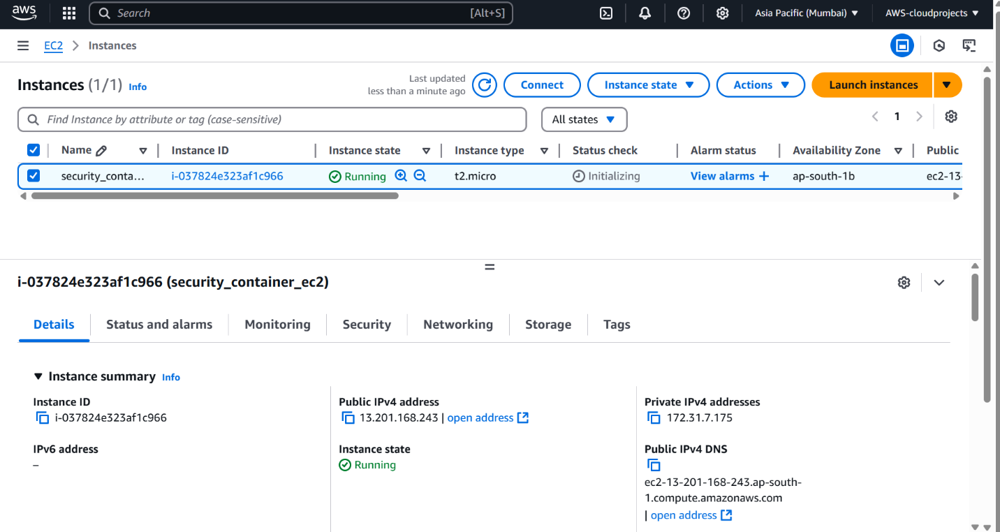 aws Search [Alt+S] Asia Pacific (Mumbai) AWS-cloudprojects
EC2 Instances
Instances (1/1) Info Last updated less than a minute ago Connect Instance state Actions Launch instances
Find Instance by attribute or tag (case-sensitive) All states 1
Name Instance ID Instance state Instance type Status check Alarm status Availability Zone Public
security_conta... i-037824e323af1c966 Running t2.micro Initializing View alarms + ap-south-1b ec2-13-
i-037824e323af1c966 (security_container_ec2)
Details Status and alarms Monitoring Security Networking Storage Tags
Instance summary Info
Instance ID
i-037824e323af1c966
IPv6 address
–
Public IPv4 address
13.201.168.243 | open address
Instance state
Running
Private IPv4 addresses
172.31.7.175
Public IPv4 DNS
ec2-13-201-168-243.ap-south-
1.compute.amazonaws.com
| open address